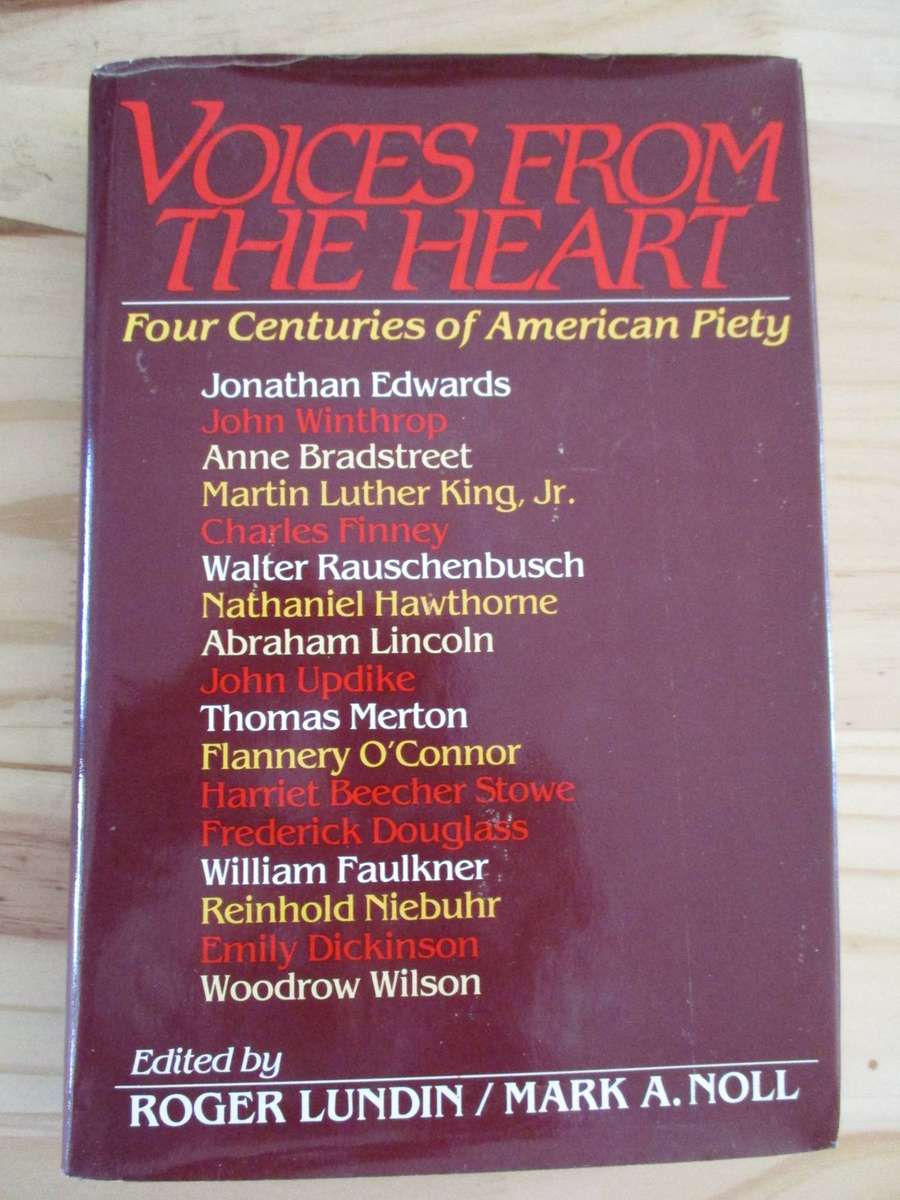 VOICES FROM
THE HEART
Four Centuries of American Piety
Jonathan Edwards
John Winthrop
Anne Bradstreet
Martin Luther King, Jr.
Charles Finney
Walter Rauschenbusch
Nathaniel Hawthorne
Abraham Lincoln
John Updike
Thomas Merton
Flannery O'Connor
Harriet Beecher Stowe
Frederick Douglass
William Faulkner
Reinhold Niebuhr
Emily Dickinson
Woodrow Wilson
Edited by
ROGER LUNDIN / MARK A. NOLL